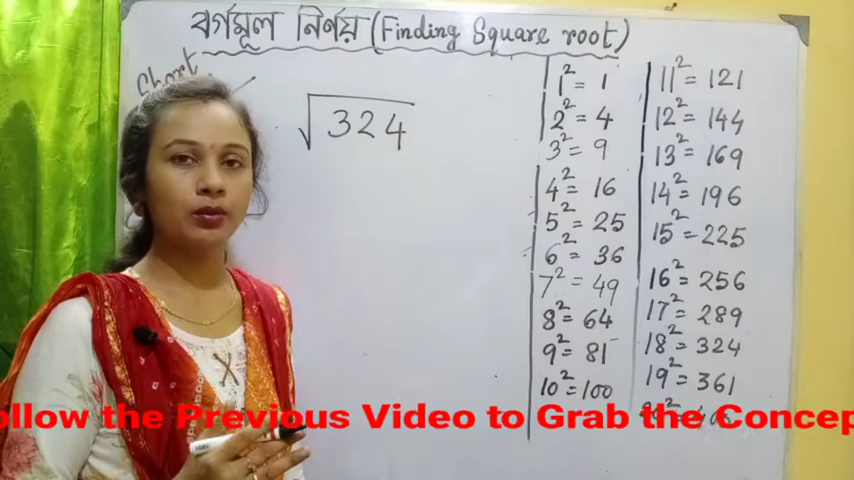 বর্গমূল নির্ণয় (Finding Square root)
Short
√324
1² = 1
2² = 4
3² = 9
4² = 16
5² = 25
6² = 36
7² = 49
8² = 64
9² = 81
10² = 100
11² = 121
12² = 144
13² = 169
14² = 196
15² = 225
16² = 256
17² = 289
18² = 324
19² = 361
ollow the Previous Video to Grab the Concep